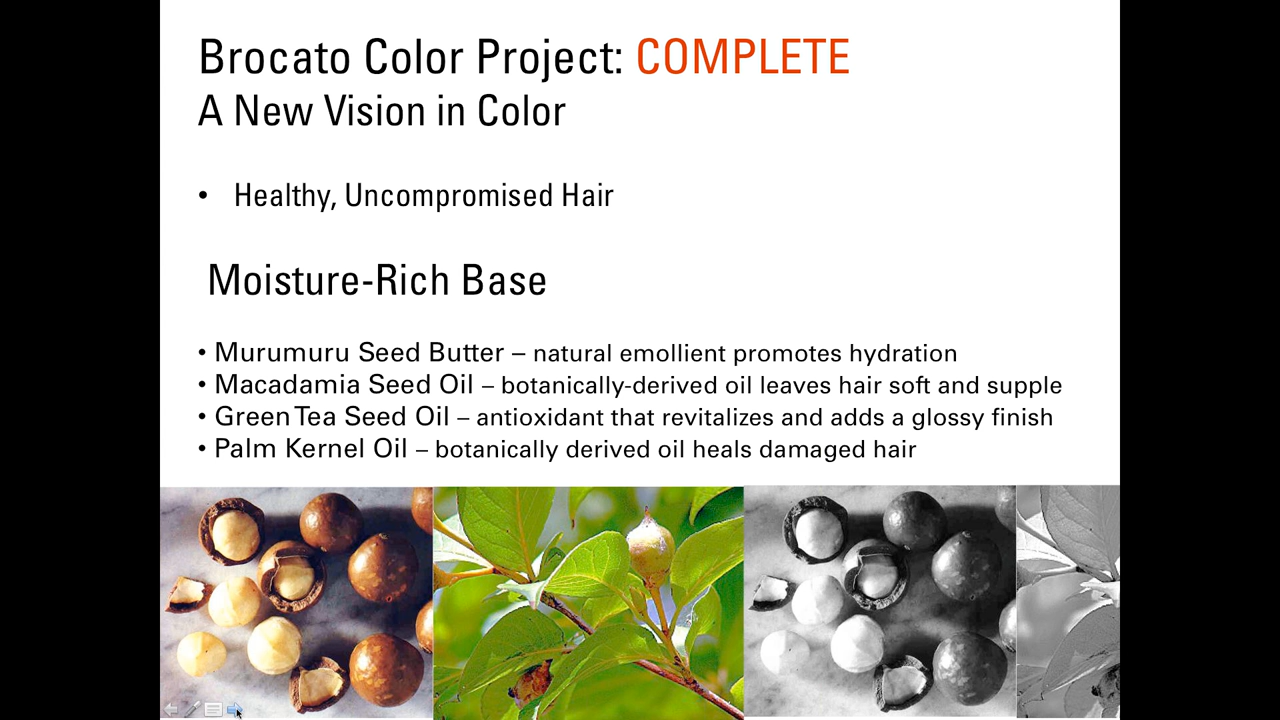 Brocato Color Project: COMPLETE
A New Vision in Color
• Healthy, Uncompromised Hair
Moisture-Rich Base
• Murumuru Seed Butter – natural emollient promotes hydration
• Macadamia Seed Oil – botanically-derived oil leaves hair soft and supple
• Green Tea Seed Oil – antioxidant that revitalizes and adds a glossy finish
• Palm Kernel Oil – botanically derived oil heals damaged hair